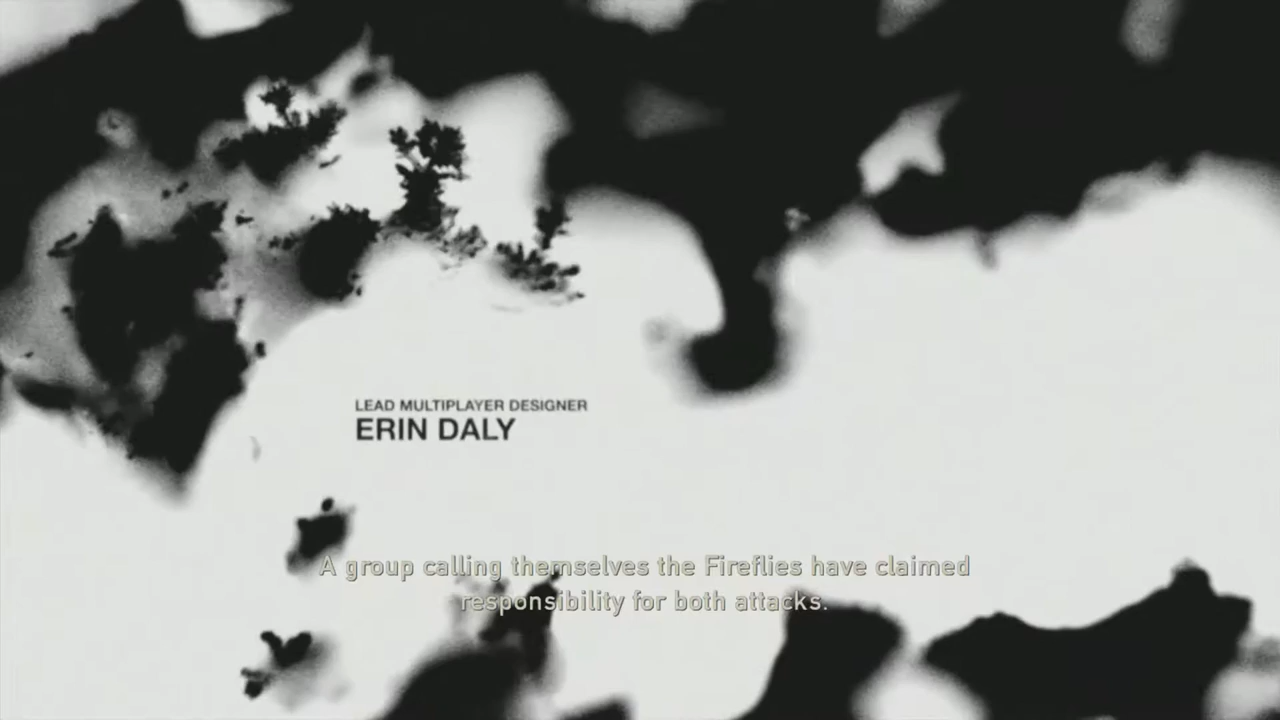 LEAD MULTIPLAYER DESIGNER
ERIN DALY
A group calling themselves the Fireflies have claimed
responsibility for both attacks.